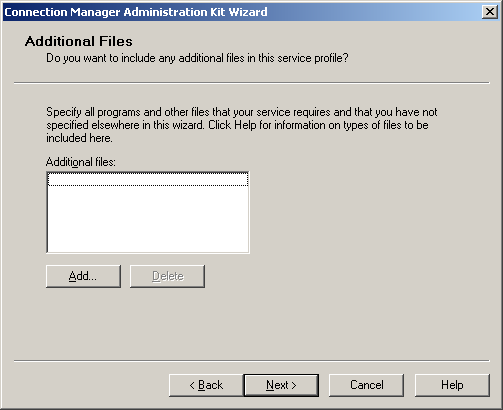 Connection Manager Administration Kit Wizard
Additional Files
Do you want to include any additional files in this service profile?
Specify all programs and other files that your service requires and that you have not
specified elsewhere in this wizard. Click Help for information on types of files to be
included here.
Additional files:
Add... Delete
< Back Next > Cancel Help